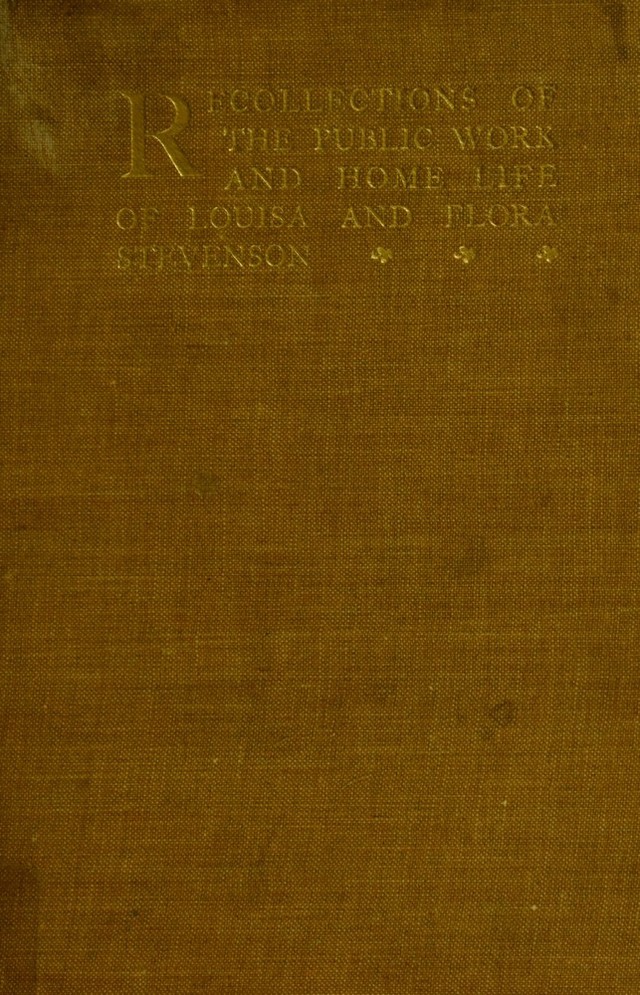 RECOLLECTIONS OF
THE PUBLIC WORK
AND HOME LIFE
OF LOUISA AND FLORA
STEVENSON